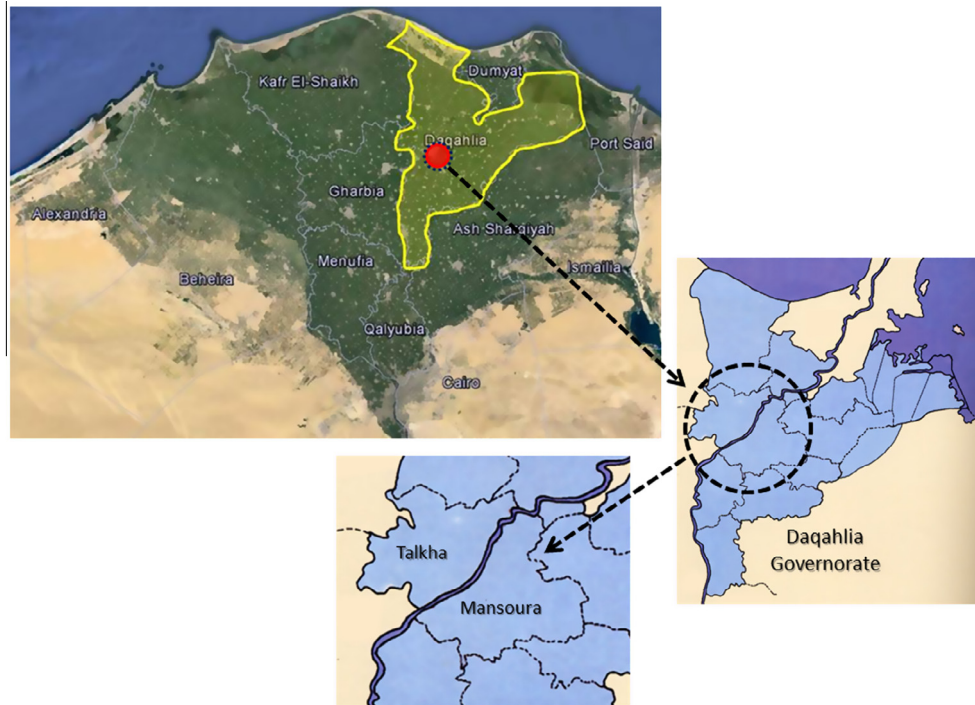 Kafr El-Shaikh
Dumyat
Daqahlia
Port Said
Gharbia
Alexandria
Ash Sharqiyah
Menufia
Ismailia
Beheira
Qalyubia
Cairo
Daqahlia
Governorate
Talkha
Mansoura